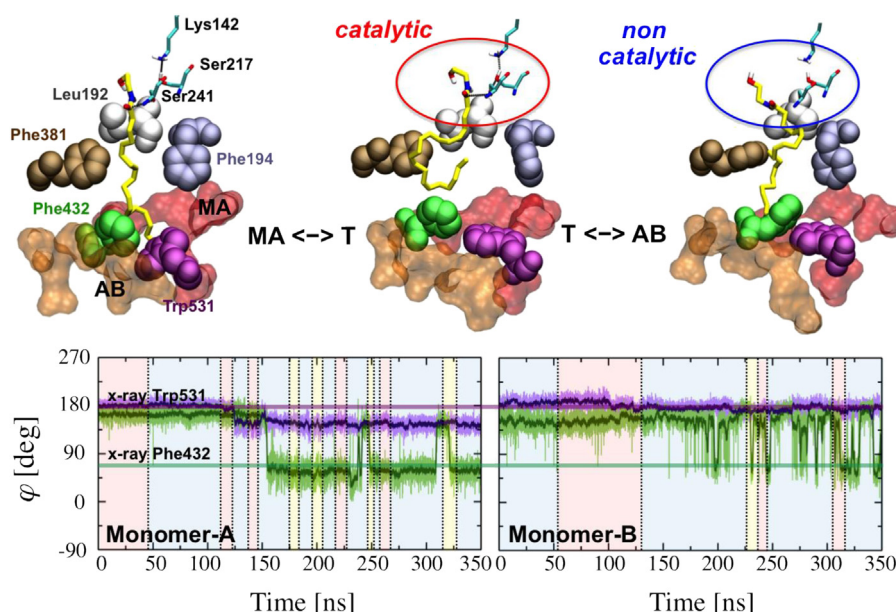 Lys142
Ser217
Leu192
Ser241
Phe381
Phe194
Phe432
MA
AB
Trp531
catalytic
non
catalytic
MA <-> T
T <-> AB
φ [deg]
270
180
90
0
-90
x-ray Trp531
x-ray Phe432
Monomer-A
Monomer-B
0 50 100 150 200 250 300 350
0 50 100 150 200 250 300 350
Time [ns]
Time [ns]